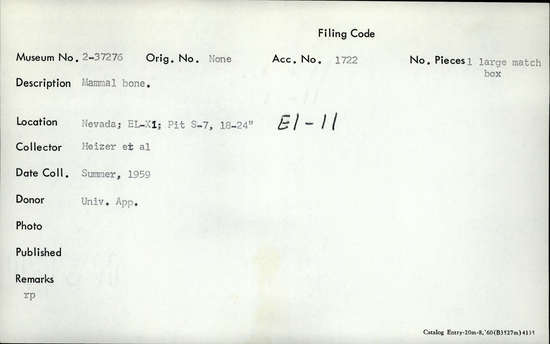 Filing Code
Museum No. 2-37276 Orig. No. None Acc. No. 1722 No. Pieces 1 large match
box
Description Mammal bone.
Location Nevada; EL-X1; Pit S-7, 18-24" El-11
Collector Heizer et al
Date Coll. Summer, 1959
Donor Univ. App.
Photo
Published
Remarks
rp
Catalog Entry-20m-8,'60(B3527m)4135